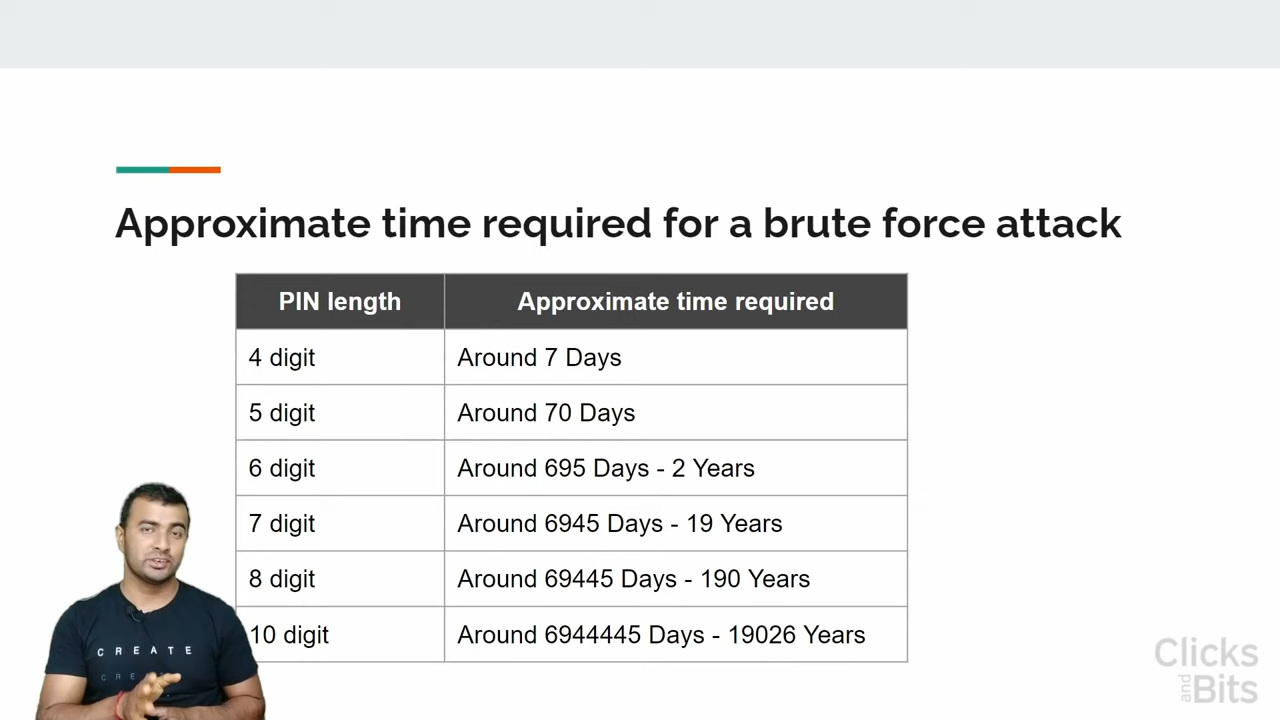 Approximate time required for a brute force attack
PIN length Approximate time required
4 digit Around 7 Days
5 digit Around 70 Days
6 digit Around 695 Days - 2 Years
7 digit Around 6945 Days - 19 Years
8 digit Around 69445 Days - 190 Years
10 digit Around 6944445 Days - 19026 Years
CREATE
CREA
Clicks
and
Bits